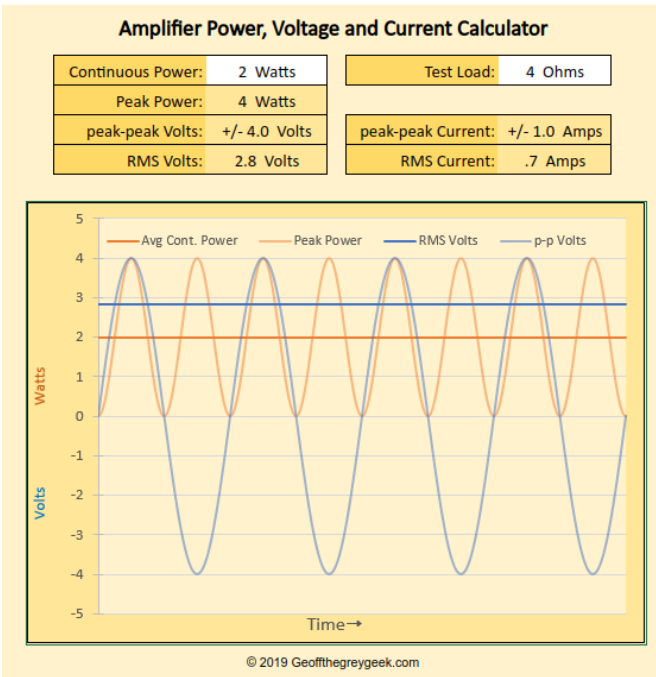 Amplifier Power, Voltage and Current Calculator
Continuous Power: 2 Watts Test Load: 4 Ohms
Peak Power: 4 Watts
peak-peak Volts: +/- 4.0 Volts peak-peak Current: +/- 1.0 Amps
RMS Volts: 2.8 Volts RMS Current: .7 Amps
5
Avg Cont. Power Peak Power RMS Volts p-p Volts
4
3
2
1
0
-1
-2
-3
-4
-5
Watts
Volts
Time→
© 2019 Geoffthegreygeek.com